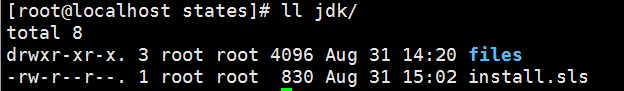 [root@localhost states]# ll jdk/
total 8
drwxr-xr-x. 3 root root 4096 Aug 31 14:20 files
-rw-r--r--. 1 root root  830 Aug 31 15:02 install.sls